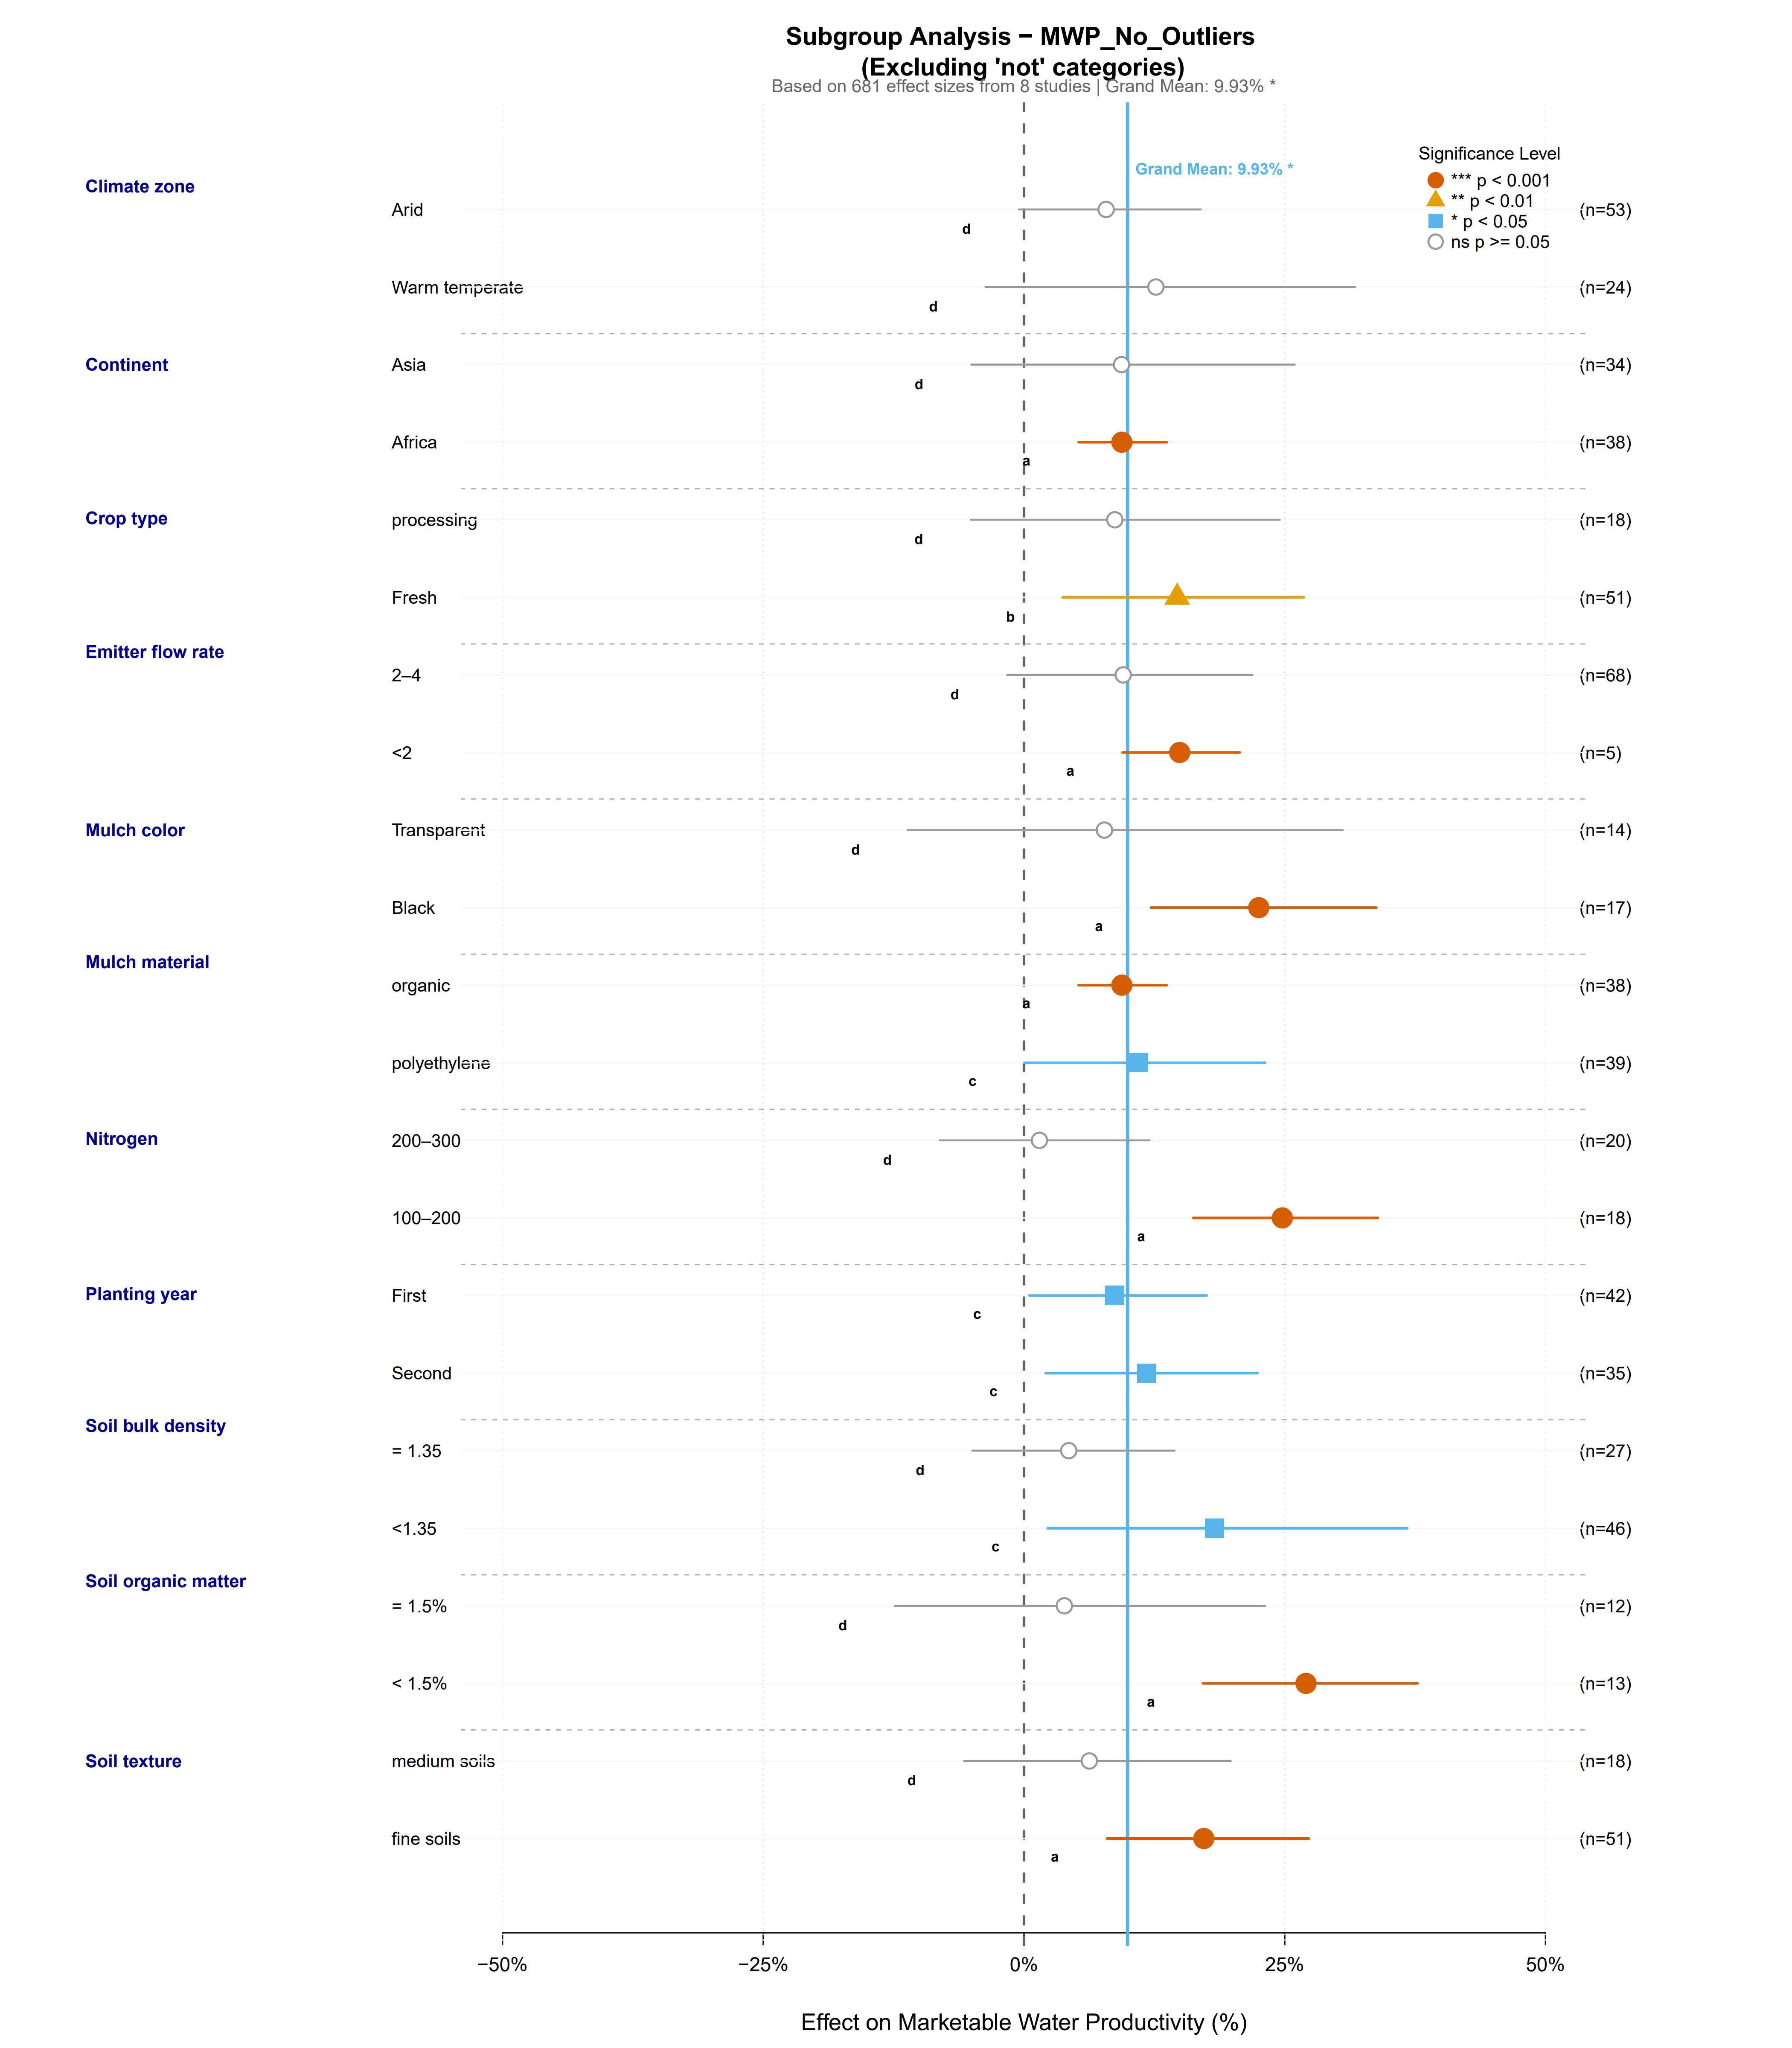 Subgroup Analysis − MWP_No_Outliers
(Excluding 'not' categories)
Based on 681 effect sizes from 8 studies | Grand Mean: 9.93% *
Grand Mean: 9.93% *
Significance Level
*** p < 0.001
** p < 0.01
* p < 0.05
ns p >= 0.05
Climate zone
Arid (n=53)
d
Warm temperate (n=24)
d
Continent
Asia (n=34)
d
Africa (n=38)
a
Crop type
processing (n=18)
d
Fresh (n=51)
b
Emitter flow rate
2–4 (n=68)
d
<2 (n=5)
a
Mulch color
Transparent (n=14)
d
Black (n=17)
a
Mulch material
organic (n=38)
a
polyethylene (n=39)
c
Nitrogen
200–300 (n=20)
d
100–200 (n=18)
a
Planting year
First (n=42)
c
Second (n=35)
c
Soil bulk density
= 1.35 (n=27)
d
<1.35 (n=46)
c
Soil organic matter
= 1.5% (n=12)
d
< 1.5% (n=13)
a
Soil texture
medium soils (n=18)
d
fine soils (n=51)
a
−50% −25% 0% 25% 50%
Effect on Marketable Water Productivity (%)